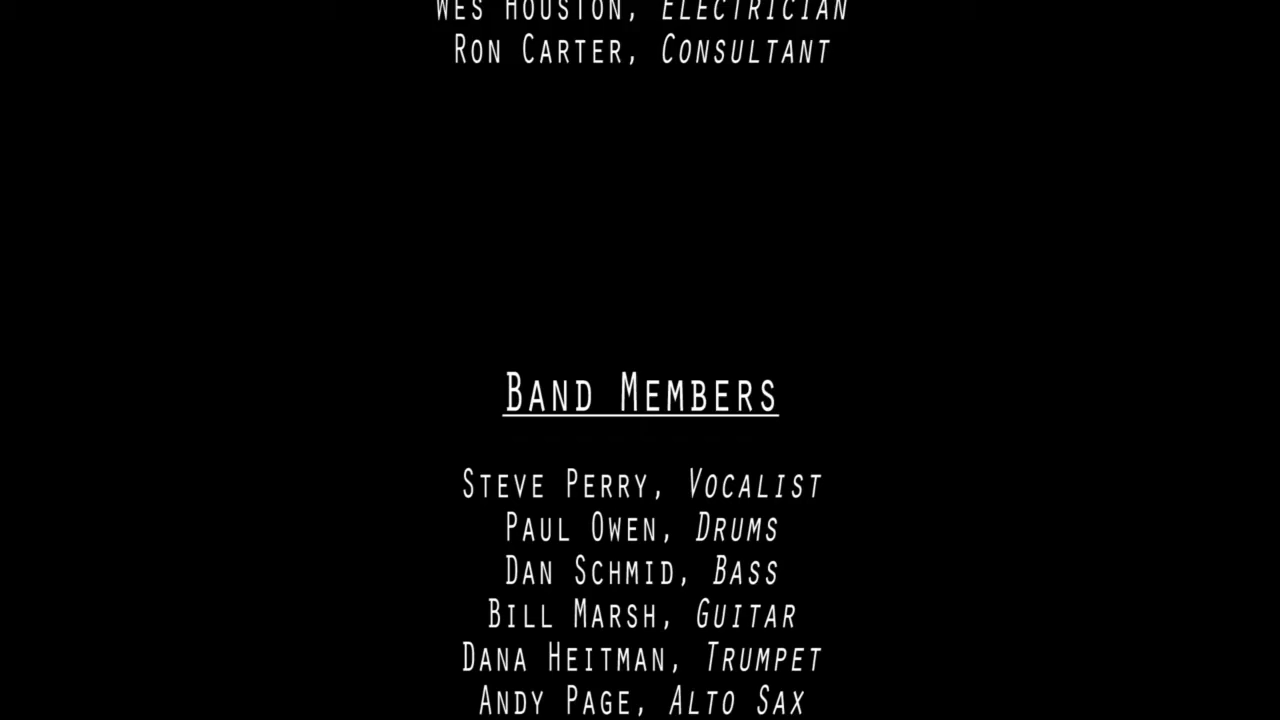 Wes Houston, Electrician
Ron Carter, Consultant
Band Members
Steve Perry, Vocalist
Paul Owen, Drums
Dan Schmid, Bass
Bill Marsh, Guitar
Dana Heitman, Trumpet
Andy Page, Alto Sax